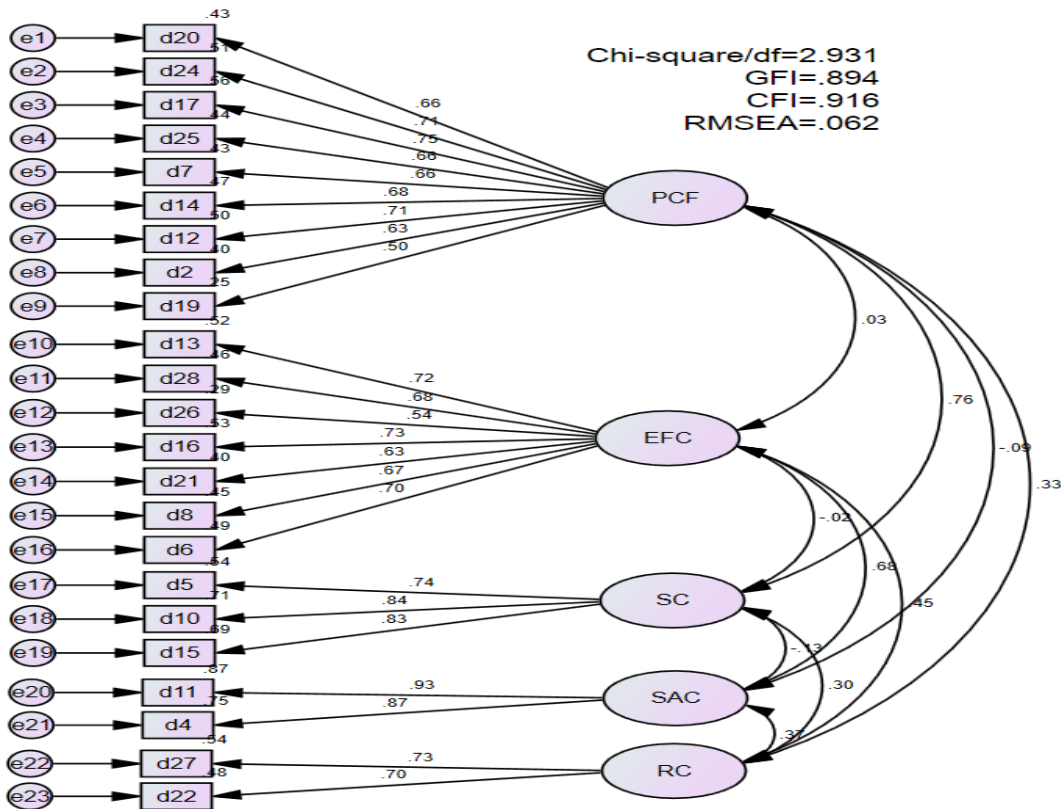 Chi-square/df=2.931
GFI=.894
CFI=.916
RMSEA=.062
.43
e1 d20
.51
e2 d24
.56
e3 d17
.44
e4 d25
.43
e5 d7
.47
e6 d14
.50
e7 d12
.40
e8 d2
.25
e9 d19
.52
e10 d13
.46
e11 d28
.29
e12 d26
.53
e13 d16
.40
e14 d21
.45
e15 d8
.49
e16 d6
.54
e17 d5
.71
e18 d10
.69
e19 d15
.87
e20 d11
.75
e21 d4
.54
e22 d27
.48
e23 d22
.66
.71
.75
.66
.66
.68
.71
.63
.50
.72
.68
.54
.73
.63
.67
.70
.74
.84
.83
.93
.87
.73
.70
PCF
EFC
SC
SAC
RC
.03
.76
-.09
.33
-.02
.68
.45
-.13
.30
.37